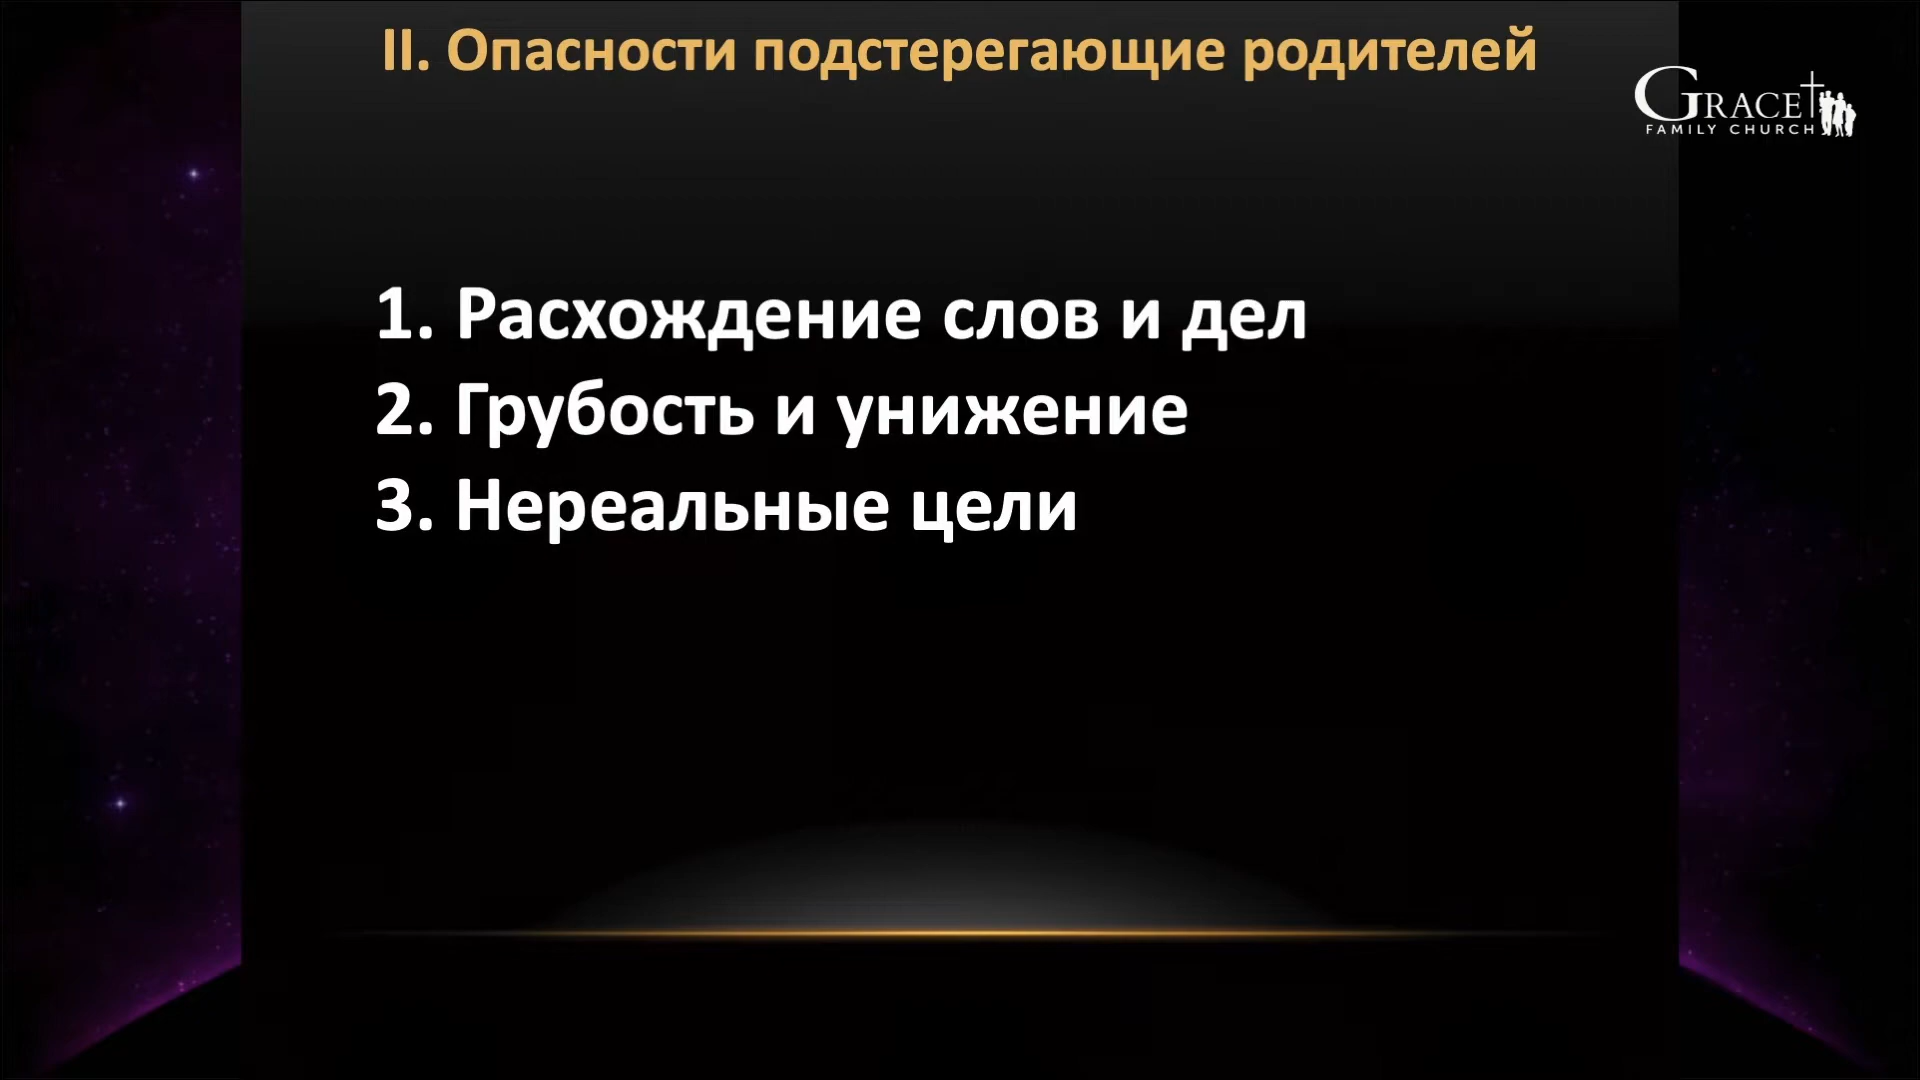 II. Опасности подстерегающие родителей
GRACE
FAMILY CHURCH
1. Расхождение слов и дел
2. Грубость и унижение
3. Нереальные цели